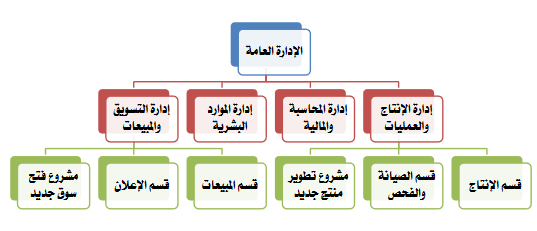 الإدارة العامة
إدارة الإنتاج
والعمليات
إدارة المحاسبة
والمالية
إدارة الموارد
البشرية
إدارة التسويق
والمبيعات
قسم الإنتاج
قسم الصيانة
والفحص
مشروع تطوير
منتج جديد
قسم المبيعات
قسم الإعلان
مشروع فتح
سوق جديد